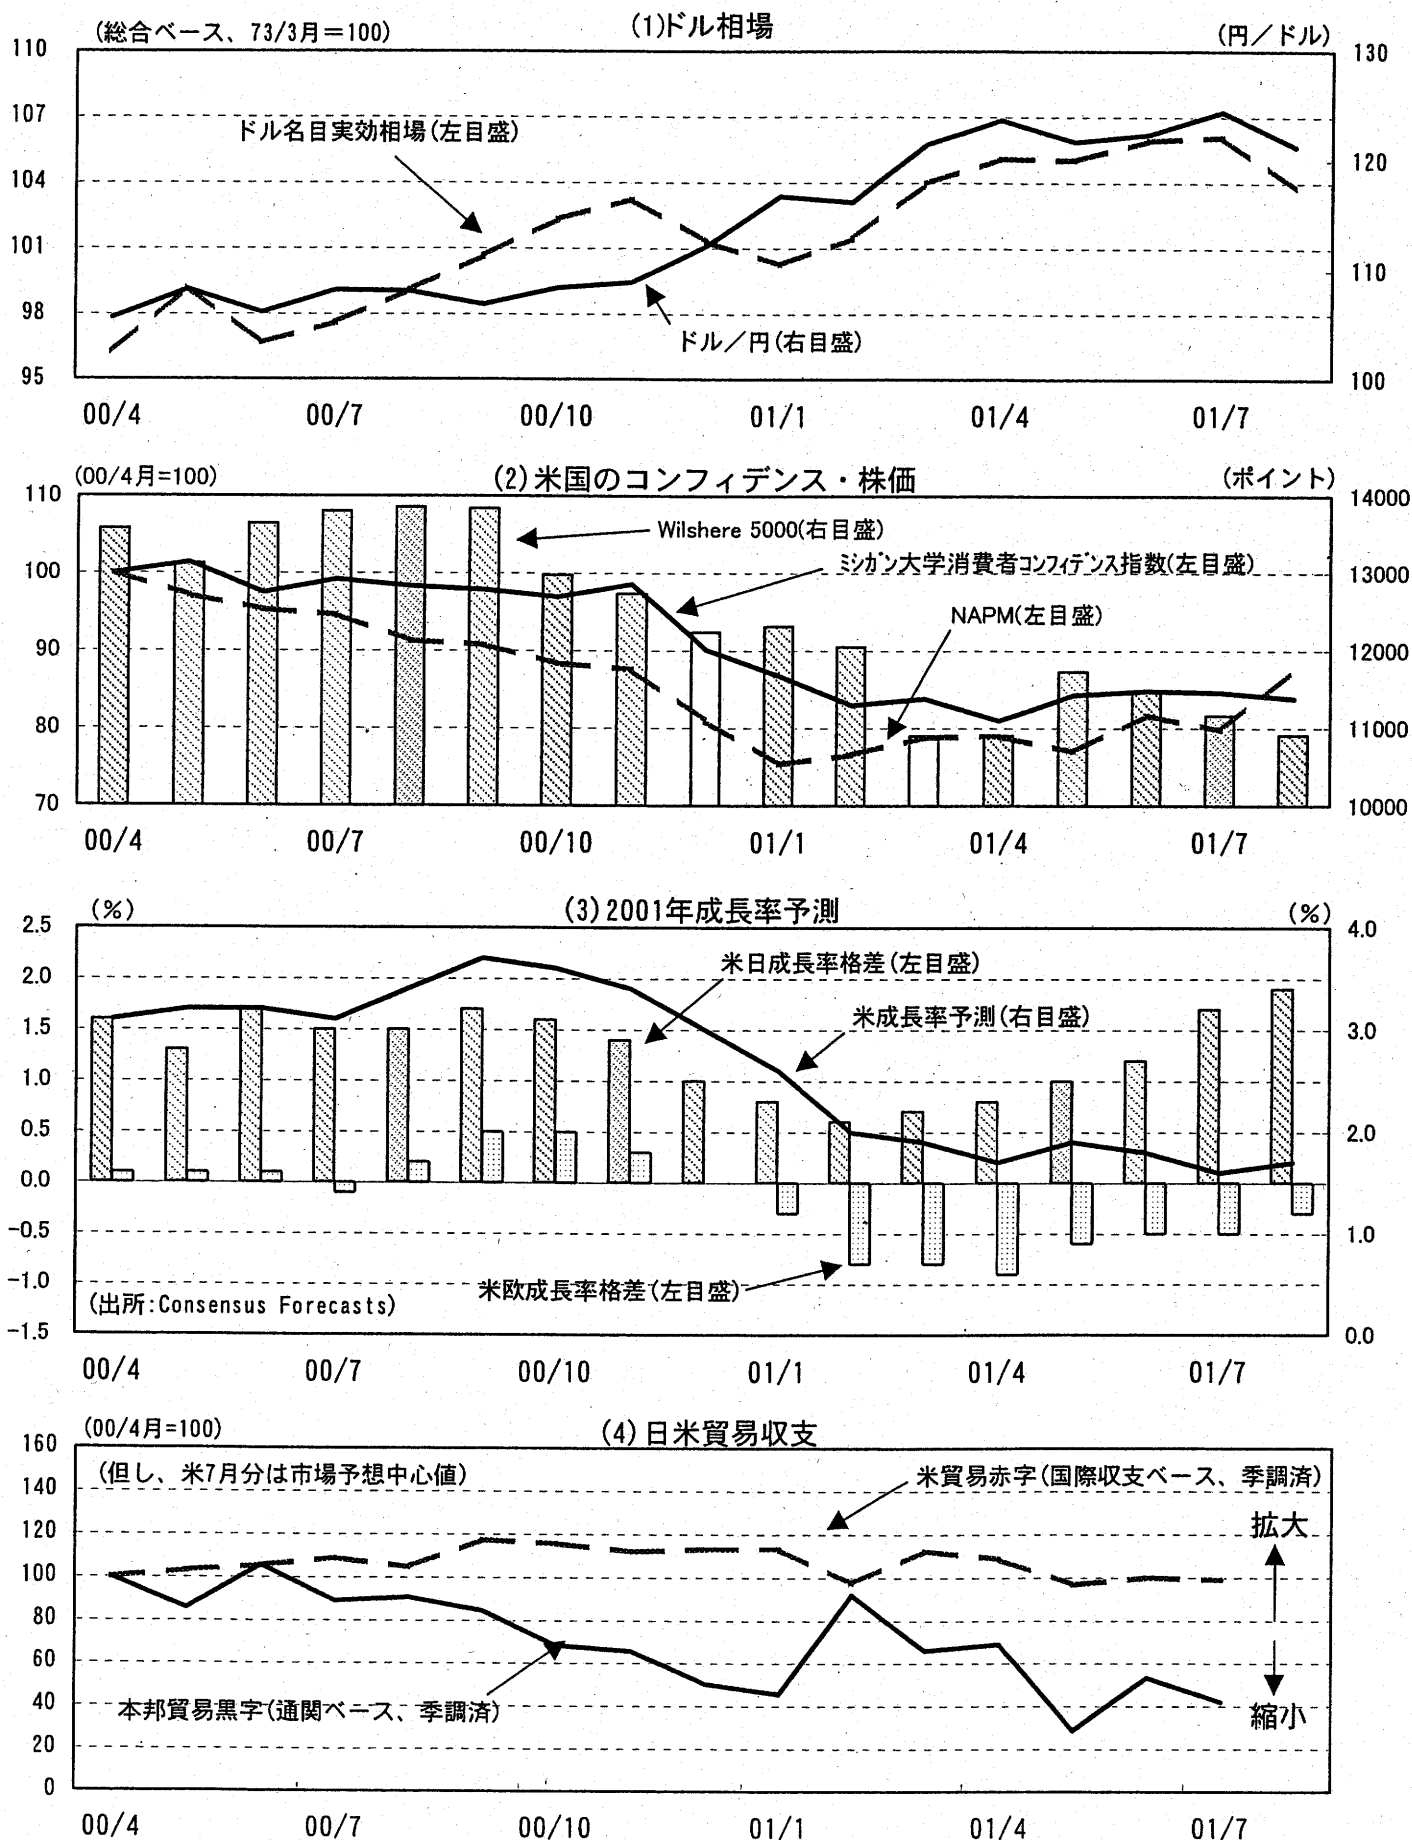 (1)ドル相場
(総合ベース、73/3月＝100)
(円／ドル)
110
107
104
101
98
95
130
120
110
100
ドル名目実効相場(左目盛)
ドル／円(右目盛)
00/4 00/7 00/10 01/1 01/4 01/7
(2)米国のコンフィデンス・株価
(00/4月=100)
(ポイント)
110
100
90
80
70
14000
13000
12000
11000
10000
Wilshere 5000(右目盛)
ミシガン大学消費者コンフィデンス指数(左目盛)
NAPM(左目盛)
00/4 00/7 00/10 01/1 01/4 01/7
(3)2001年成長率予測
(%)
(%)
2.5
2.0
1.5
1.0
0.5
0.0
-0.5
-1.0
-1.5
4.0
3.0
2.0
1.0
0.0
米日成長率格差(左目盛)
米成長率予測(右目盛)
米欧成長率格差(左目盛)
(出所:Consensus Forecasts)
00/4 00/7 00/10 01/1 01/4 01/7
(4)日米貿易収支
(00/4月=100)
160
140
120
100
80
60
40
20
0
(但し、米7月分は市場予想中心値)
米貿易赤字(国際収支ベース、季調済)
拡大
縮小
本邦貿易黒字(通関ベース、季調済)
00/4 00/7 00/10 01/1 01/4 01/7